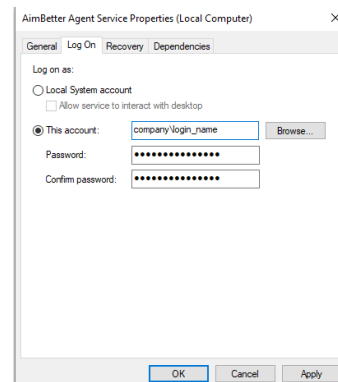 AimBetter Agent Service Properties (Local Computer)
General Log On Recovery Dependencies
Log on as:
Local System account
Allow service to interact with desktop
This account: company\login_name Browse...
Password: •••••••••••••••
Confirm password: •••••••••••••••
OK Cancel Apply